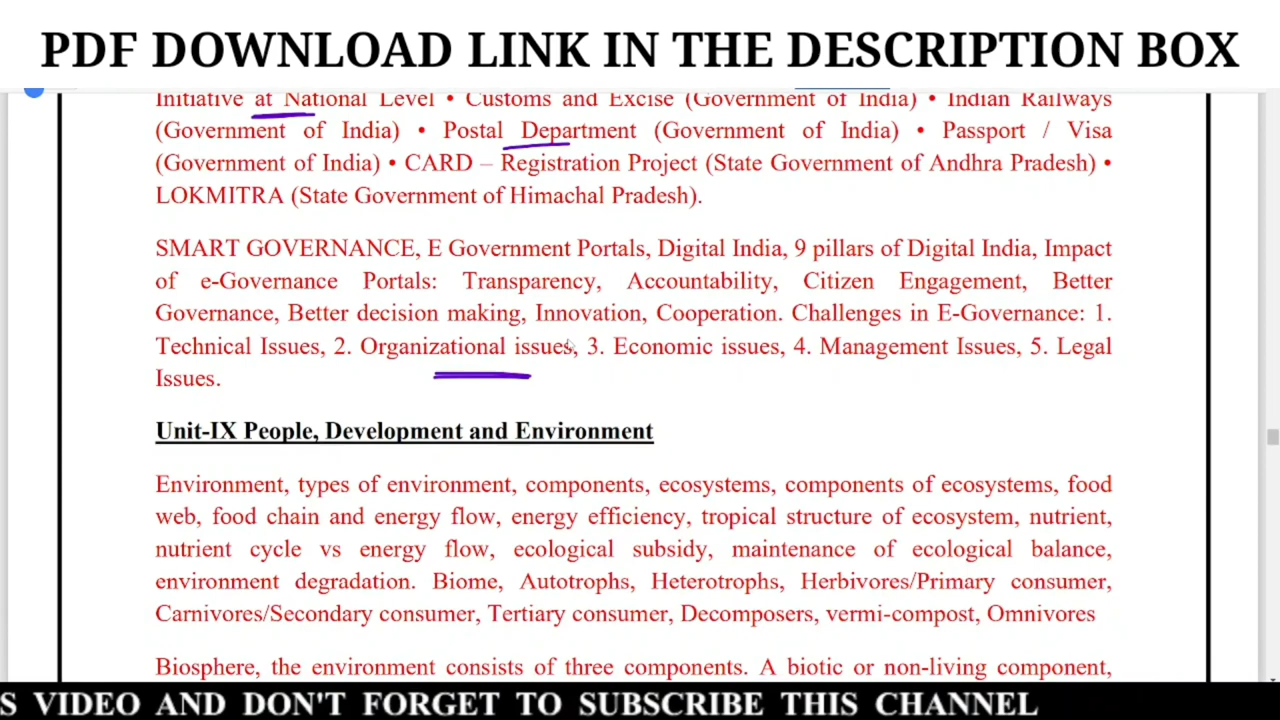 PDF DOWNLOAD LINK IN THE DESCRIPTION BOX
Initiative at National Level • Customs and Excise (Government of India) • Indian Railways
(Government of India) • Postal Department (Government of India) • Passport / Visa
(Government of India) • CARD – Registration Project (State Government of Andhra Pradesh) •
LOKMITRA (State Government of Himachal Pradesh).
SMART GOVERNANCE, E Government Portals, Digital India, 9 pillars of Digital India, Impact
of e-Governance Portals: Transparency, Accountability, Citizen Engagement, Better
Governance, Better decision making, Innovation, Cooperation. Challenges in E-Governance: 1.
Technical Issues, 2. Organizational issues, 3. Economic issues, 4. Management Issues, 5. Legal
Issues.
Unit-IX People, Development and Environment
Environment, types of environment, components, ecosystems, components of ecosystems, food
web, food chain and energy flow, energy efficiency, tropical structure of ecosystem, nutrient,
nutrient cycle vs energy flow, ecological subsidy, maintenance of ecological balance,
environment degradation. Biome, Autotrophs, Heterotrophs, Herbivores/Primary consumer,
Carnivores/Secondary consumer, Tertiary consumer, Decomposers, vermi-compost, Omnivores
Biosphere, the environment consists of three components. A biotic or non-living component,
S VIDEO AND DON'T FORGET TO SUBSCRIBE THIS CHANNEL